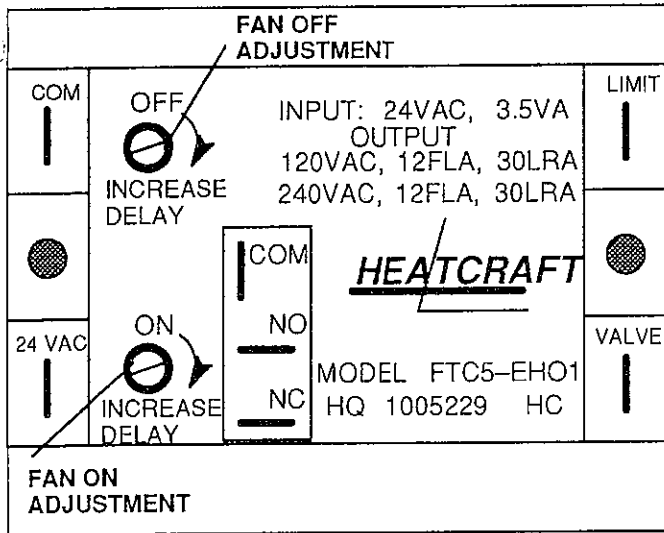 FAN OFF
ADJUSTMENT
COM
OFF
INCREASE
DELAY
INPUT: 24VAC, 3.5VA
OUTPUT
120VAC, 12FLA, 30LRA
240VAC, 12FLA, 30LRA
LIMIT
COM
NO
NC
HEATCRAFT
24 VAC
ON
INCREASE
DELAY
MODEL FTC5–EHO1
HQ 1005229 HC
VALVE
FAN ON
ADJUSTMENT